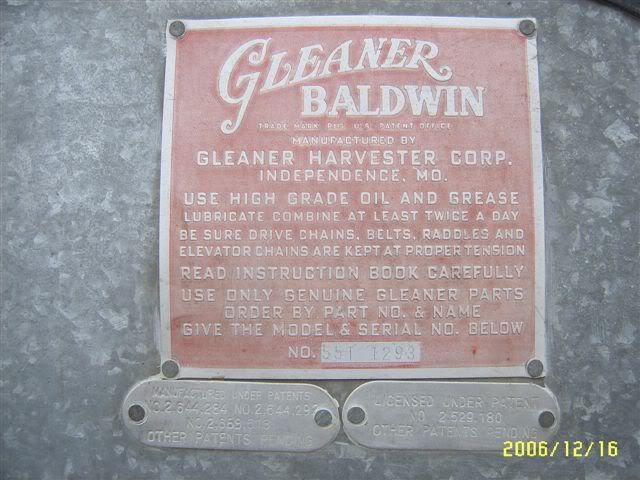 GLEANER
BALDWIN
TRADE MARK REG. U.S. PATENT OFFICE
MANUFACTURED BY
GLEANER HARVESTER CORP.
INDEPENDENCE, MO.
USE HIGH GRADE OIL AND GREASE
LUBRICATE COMBINE AT LEAST TWICE A DAY
BE SURE DRIVE CHAINS, BELTS, RADDLES AND
ELEVATOR CHAINS ARE KEPT AT PROPER TENSION
READ INSTRUCTION BOOK CAREFULLY
USE ONLY GENUINE GLEANER PARTS
ORDER BY PART NO. & NAME
GIVE THE MODEL & SERIAL NO. BELOW
NO. 55T 1293
MANUFACTURED UNDER PATENTS
NO.2.644.284 NO.2.644.292
OTHER PATENTS PENDING
LICENSED UNDER PATENT
NO. 2.529.180
OTHER PATENTS PENDING
2006/12/16